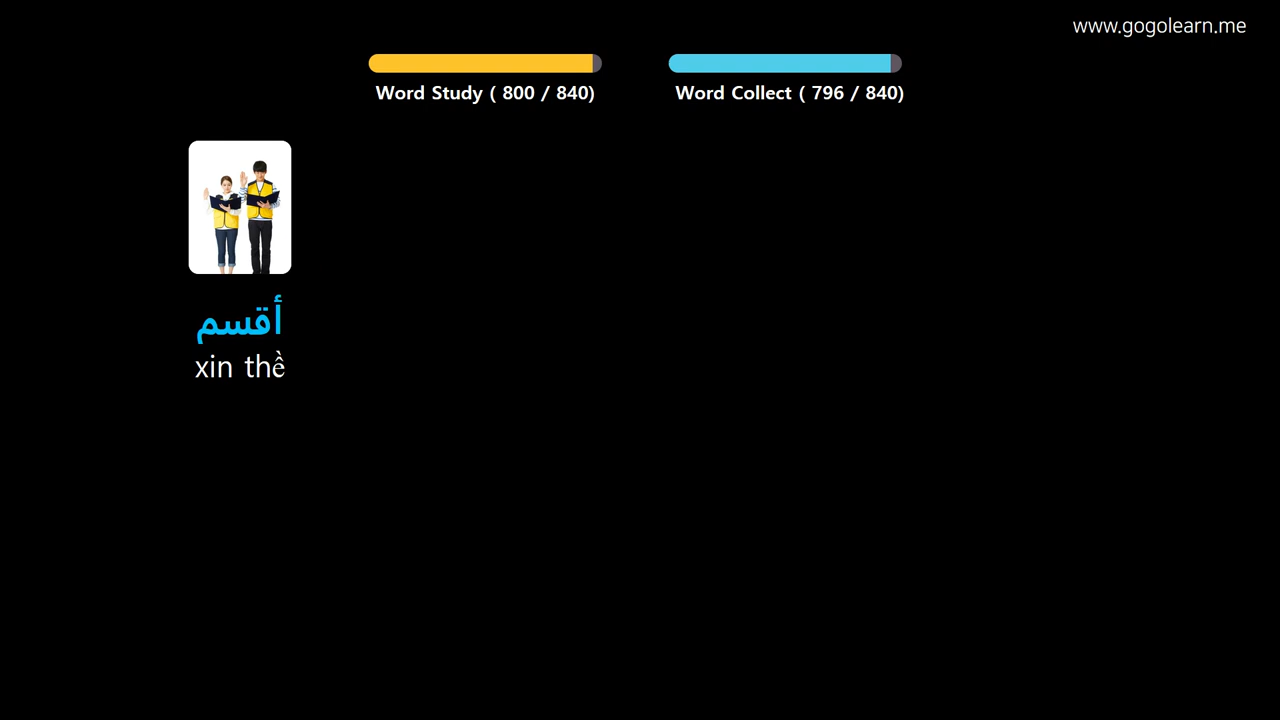 www.gogolearn.me
Word Study ( 800 / 840)
Word Collect ( 796 / 840)
أقسم
xin thề